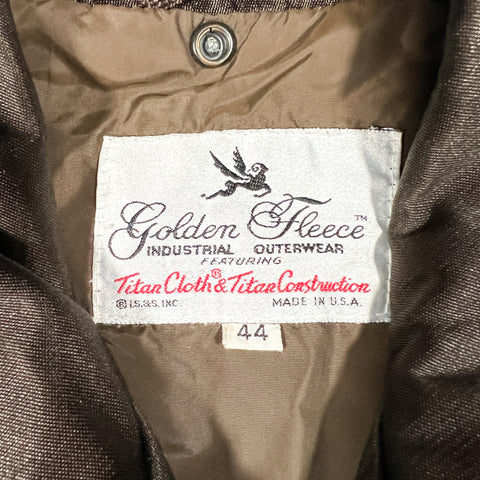 Golden Fleece™
INDUSTRIAL OUTERWEAR
FEATURING
Titan Cloth® & Titan Construction
© I.S.&S. INC. MADE IN U.S.A.
44